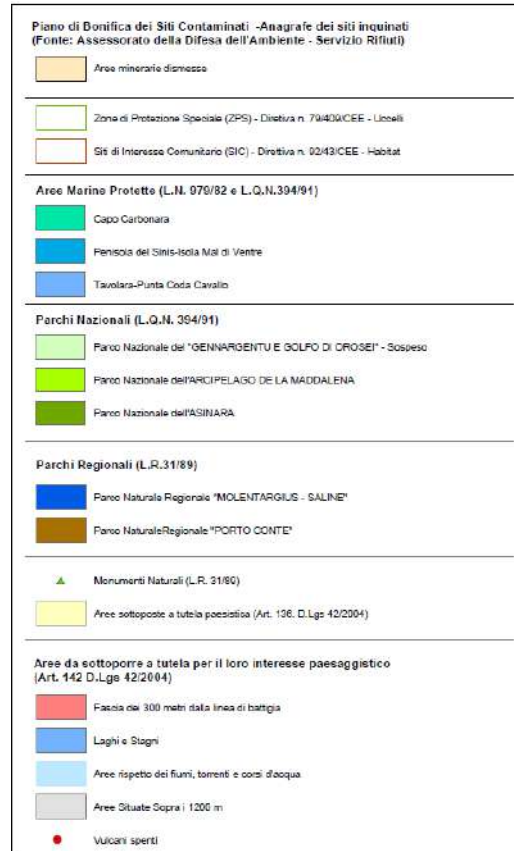 Piano di Bonifica dei Siti Contaminati -Anagrafe dei siti inquinati
(Fonte: Assessorato della Difesa dell'Ambiente - Servizio Rifiuti)
Aree minerarie dismesse
Zone di Protezione Speciale (ZPS) - Diretiva n. 79/409/CEE - Uccelli
Siti di Interesse Comunitario (SIC) - Direttiva n. 92/43/CEE - Habitat
Aree Marine Protette (L.N. 979/82 e L.Q.N.394/91)
Capo Carbonara
Penisola del Sinis-Isola Mal di Ventre
Tavolara-Punta Coda Cavallo
Parchi Nazionali (L.Q.N. 394/91)
Parco Nazionale del "GENNARGENTU E GOLFO DI OROSEI" - Sospeso
Parco Nazionale dell'ARCIPELAGO DE LA MADDALENA
Parco Nazionale dell'ASINARA
Parchi Regionali (L.R.31/89)
Parco Naturale Regionale "MOLENTARGIUS - SALINE"
Parco NaturaleRegionale "PORTO CONTE"
Monumenti Naturali (L.R. 31/89)
Aree sottoposte a tutela paesistica (Art. 136. D.Lgs 42/2004)
Aree da sottoporre a tutela per il loro interesse paesaggistico
(Art. 142 D.Lgs 42/2004)
Fascia dei 300 metri dalla linea di battigia
Laghi e Stagni
Aree rispetto dei fiumi, torrenti e corsi d'acqua
Aree Situate Sopra i 1200 m
Vulcani spenti